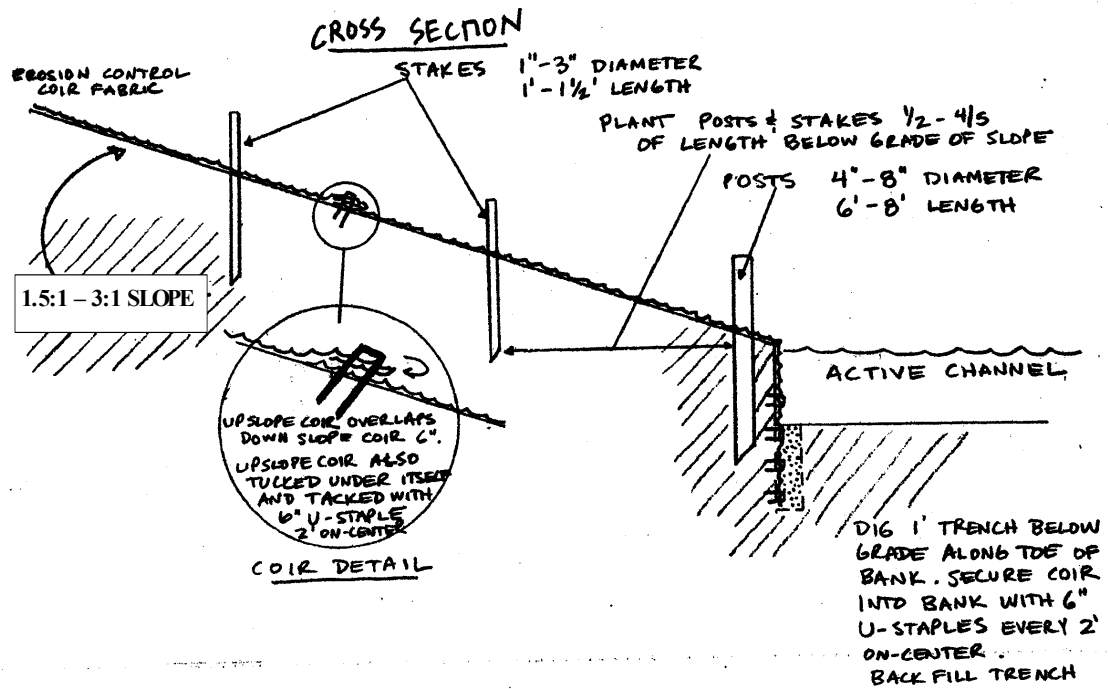 CROSS SECTION
EROSION CONTROL
COIR FABRIC
STAKES 1"-3" DIAMETER
1'-1½' LENGTH
PLANT POSTS & STAKES ½ - 4/5
OF LENGTH BELOW GRADE OF SLOPE
POSTS 4"-8" DIAMETER
6'-8' LENGTH
1.5:1 – 3:1 SLOPE
ACTIVE CHANNEL
UPSLOPE COIR OVERLAPS
DOWN SLOPE COIR 6".
UPSLOPE COIR ALSO
TUCKED UNDER ITSELF
AND TACKED WITH
6" U-STAPLE
2' ON-CENTER
COIR DETAIL
DIG 1' TRENCH BELOW
GRADE ALONG TOE OF
BANK. SECURE COIR
INTO BANK WITH 6"
U-STAPLES EVERY 2'
ON-CENTER.
BACK FILL TRENCH